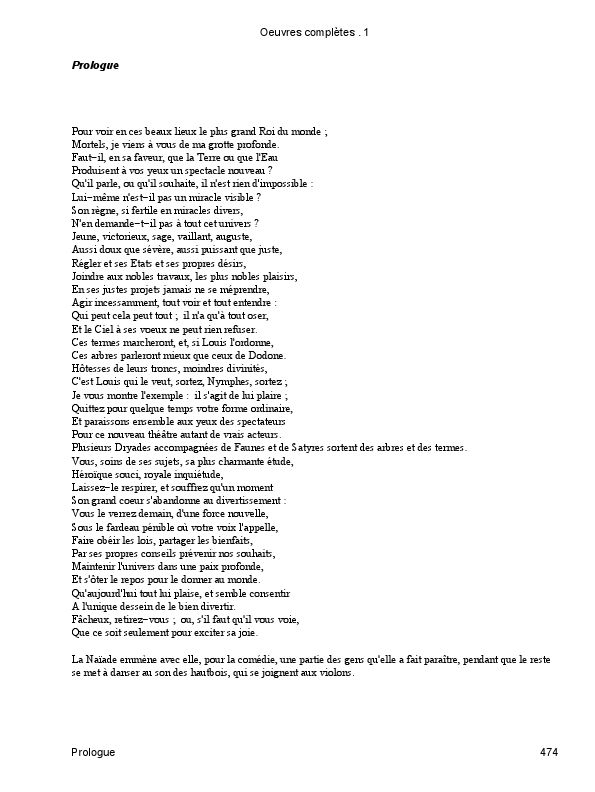 Oeuvres complètes . 1
Prologue
Pour voir en ces beaux lieux le plus grand Roi du monde ;
Mortels, je viens à vous de ma grotte profonde.
Faut−il, en sa faveur, que la Terre ou que l'Eau
Produisent à vos yeux un spectacle nouveau ?
Qu'il parle, ou qu'il souhaite, il n'est rien d'impossible :
Lui−même n'est−il pas un miracle visible ?
Son règne, si fertile en miracles divers,
N'en demande−t−il pas à tout cet univers ?
Jeune, victorieux, sage, vaillant, auguste,
Aussi doux que sévère, aussi puissant que juste,
Régler et ses Etats et ses propres désirs,
Joindre aux nobles travaux, les plus nobles plaisirs,
En ses justes projets jamais ne se méprendre,
Agir incessamment, tout voir et tout entendre :
Qui peut cela peut tout ; il n'a qu'à tout oser,
Et le Ciel à ses voeux ne peut rien refuser.
Ces termes marcheront, et, si Louis l'ordonne,
Ces arbres parleront mieux que ceux de Dodone.
Hôtesses de leurs troncs, moindres divinités,
C'est Louis qui le veut, sortez, Nymphes, sortez ;
Je vous montre l'exemple : il s'agit de lui plaire ;
Quittez pour quelque temps votre forme ordinaire,
Et paraissons ensemble aux yeux des spectateurs
Pour ce nouveau théâtre autant de vrais acteurs.
Plusieurs Dryades accompagnées de Faunes et de Satyres sortent des arbres et des termes.
Vous, soins de ses sujets, sa plus charmante étude,
Héroïque souci, royale inquiétude,
Laissez−le respirer, et souffrez qu'un moment
Son grand coeur s'abandonne au divertissement :
Vous le verrez demain, d'une force nouvelle,
Sous le fardeau pénible où votre voix l'appelle,
Faire obéir les lois, partager les bienfaits,
Par ses propres conseils prévenir nos souhaits,
Maintenir l'univers dans une paix profonde,
Et s'ôter le repos pour le donner au monde.
Qu'aujourd'hui tout lui plaise, et semble consentir
A l'unique dessein de le bien divertir.
Fâcheux, retirez−vous ; ou, s'il faut qu'il vous voie,
Que ce soit seulement pour exciter sa joie.
La Naïade emmène avec elle, pour la comédie, une partie des gens qu'elle a fait paraître, pendant que le reste
se met à danser au son des hautbois, qui se joignent aux violons.
Prologue 474